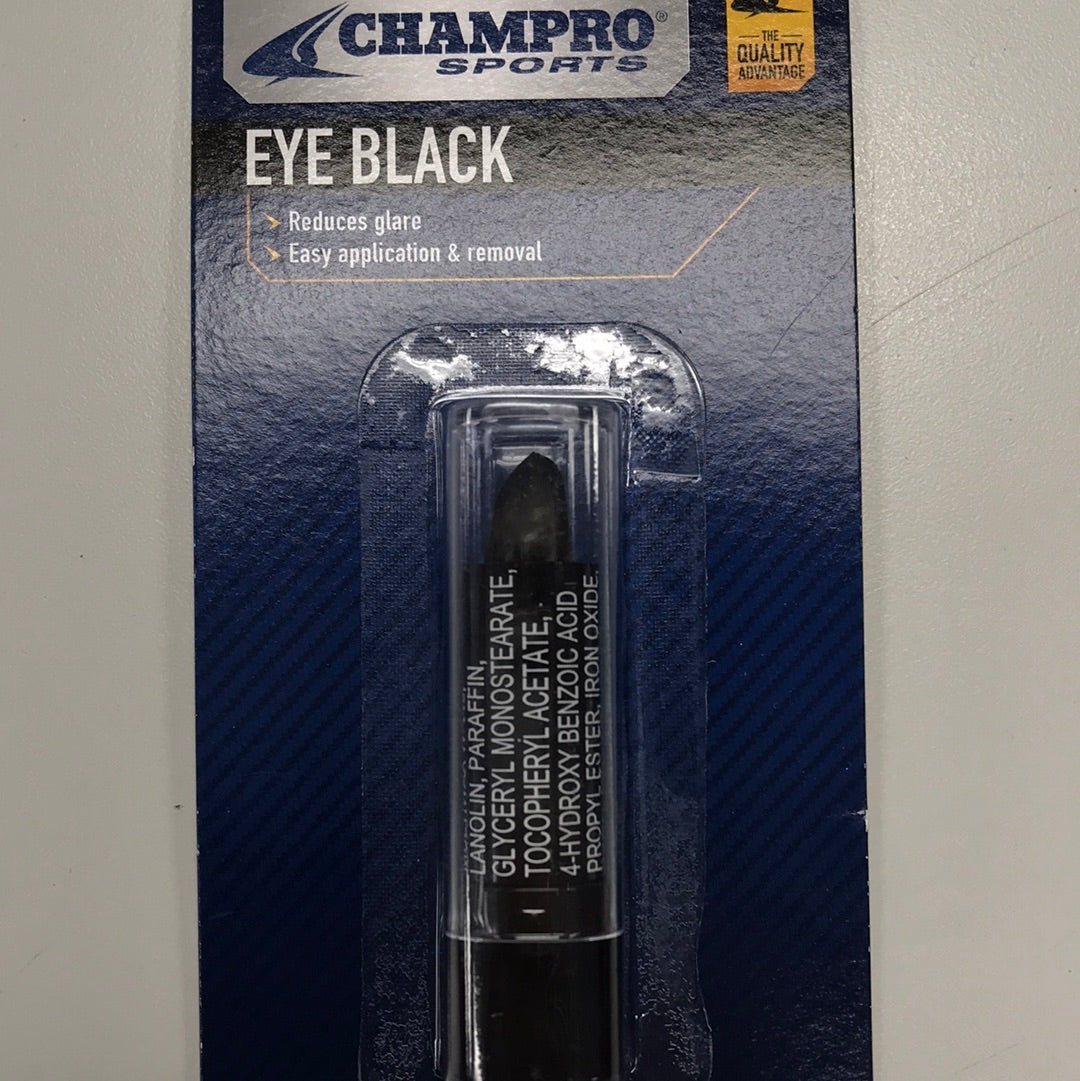 CHAMPRO®
SPORTS
THE
QUALITY
ADVANTAGE
EYE BLACK
Reduces glare
Easy application & removal
LANOLIN, PARAFFIN,
GLYCERYL MONOSTEARATE,
TOCOPHERYL ACETATE,
4-HYDROXY BENZOIC ACID
PROPYL ESTER, IRON OXIDE.